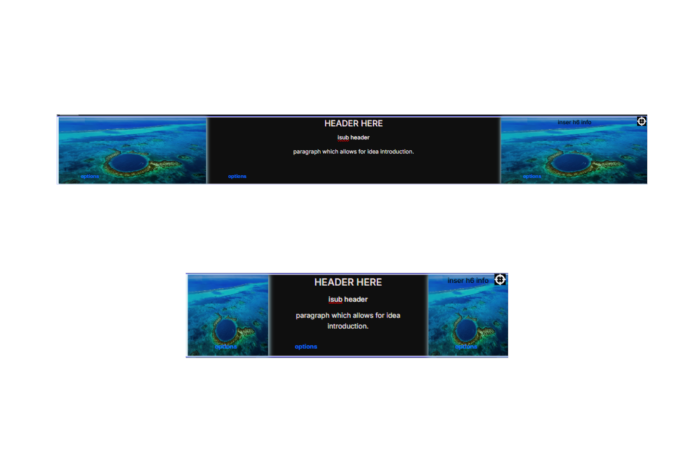 HEADER HERE
inser h6 info
isub header
paragraph which allows for idea introduction.
options
options
options
HEADER HERE
inser h6 info
isub header
paragraph which allows for idea
introduction.
options
options
options